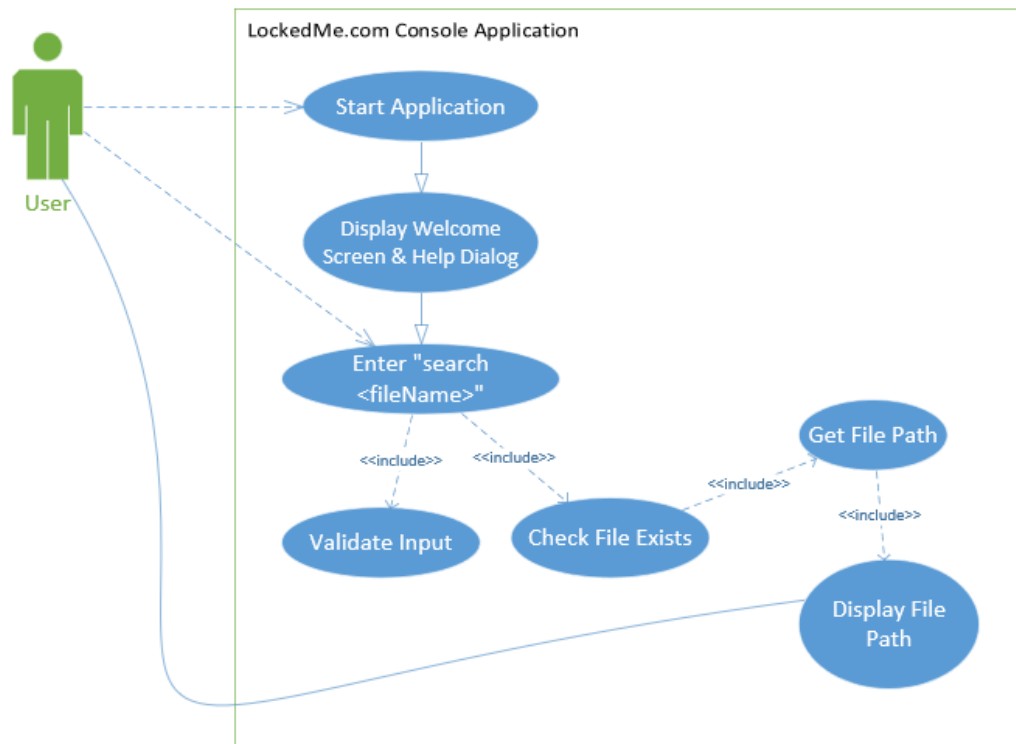 LockedMe.com Console Application
Start Application
User
Display Welcome
Screen & Help Dialog
Enter "search
<fileName>"
Get File Path
<<include>>
<<include>>
<<include>>
<<include>>
Validate Input
Check File Exists
Display File
Path